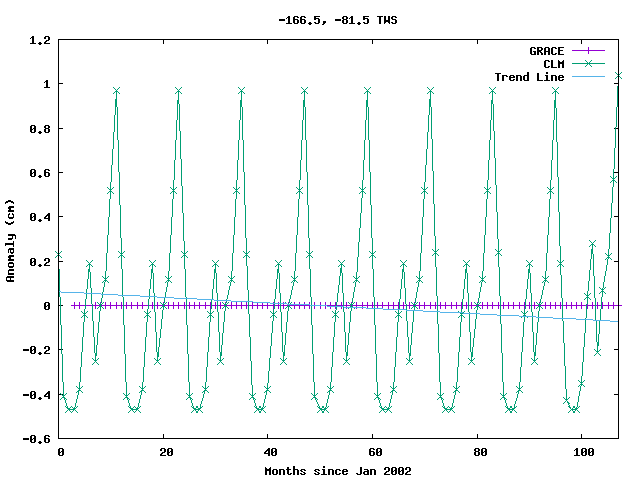 -166.5, -81.5 TWS
GRACE
CLM
Trend Line
1.2
1
0.8
0.6
0.4
0.2
0
-0.2
-0.4
-0.6
Anomaly (cm)
0 20 40 60 80 100
Months since Jan 2002